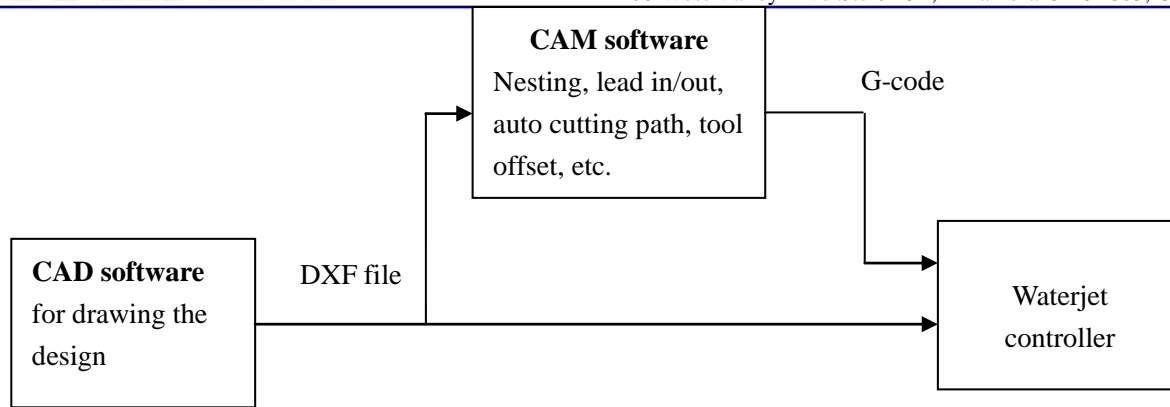 CAM software
Nesting, lead in/out,
auto cutting path, tool
offset, etc.
G-code
CAD software
for drawing the
design
DXF file
Waterjet
controller